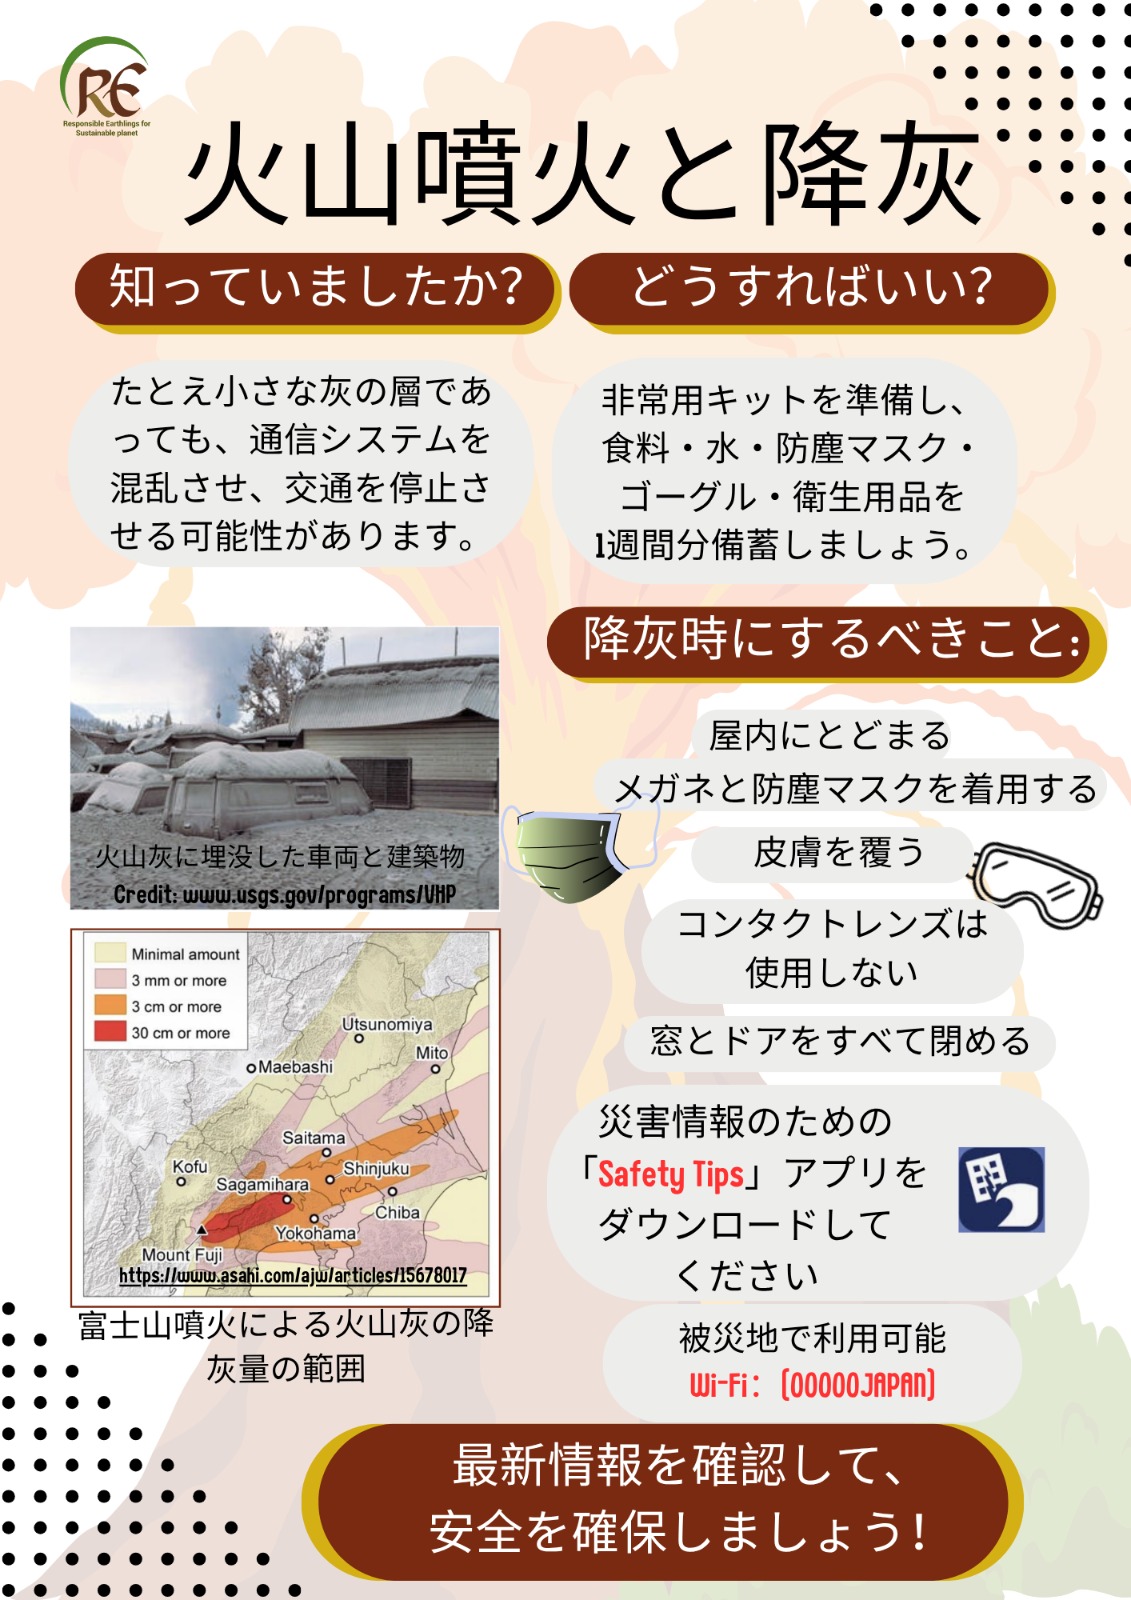 RE
Responsible Earthlings for
Sustainable planet
火山噴火と降灰
知っていましたか?
たとえ小さな灰の層であ
っても、通信システムを
混乱させ、交通を停止さ
せる可能性があります。
どうすればいい?
非常用キットを準備し、
食料・水・防塵マスク・
ゴーグル・衛生用品を
1週間分備蓄しましょう。
火山灰に埋没した車両と建築物
Credit: www.usgs.gov/programs/VHP
Minimal amount
3 mm or more
3 cm or more
30 cm or more
Utsunomiya
Mito
Maebashi
Saitama
Kofu
Shinjuku
Sagamihara
Chiba
Yokohama
Mount Fuji
https://www.asahi.com/ajw/articles/15678017
富士山噴火による火山灰の降
灰量の範囲
降灰時にするべきこと:
屋内にとどまる
メガネと防塵マスクを着用する
皮膚を覆う
コンタクトレンズは
使用しない
窓とドアをすべて閉める
災害情報のための
「Safety Tips」アプリを
ダウンロードして
ください
被災地で利用可能
Wi-Fi： [00000JAPAN]
最新情報を確認して、
安全を確保しましょう!